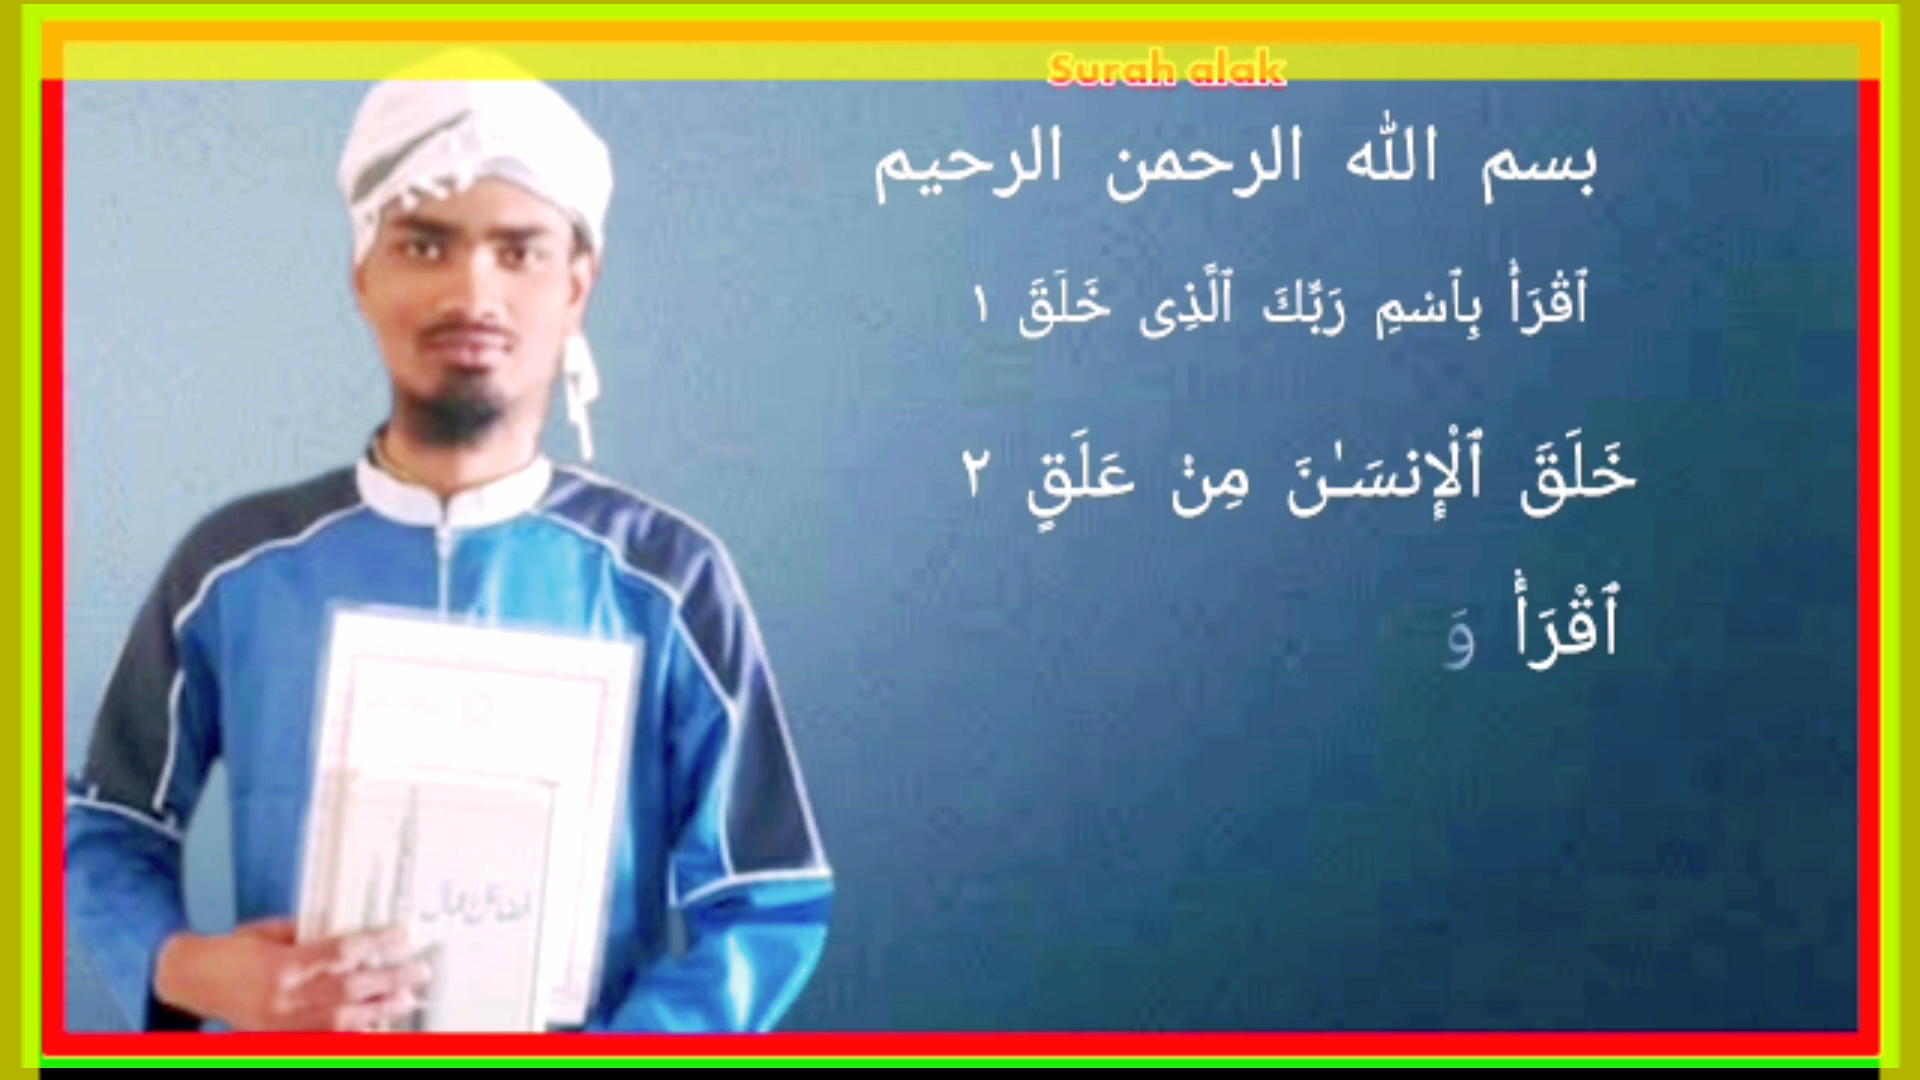 Surah alak
بسم الله الرحمن الرحيم
ٱقْرَأْ بِٱسْمِ رَبِّكَ ٱلَّذِى خَلَقَ ١
خَلَقَ ٱلْإِنسَـٰنَ مِنْ عَلَقٍ ٢
ٱقْرَأْ وَ